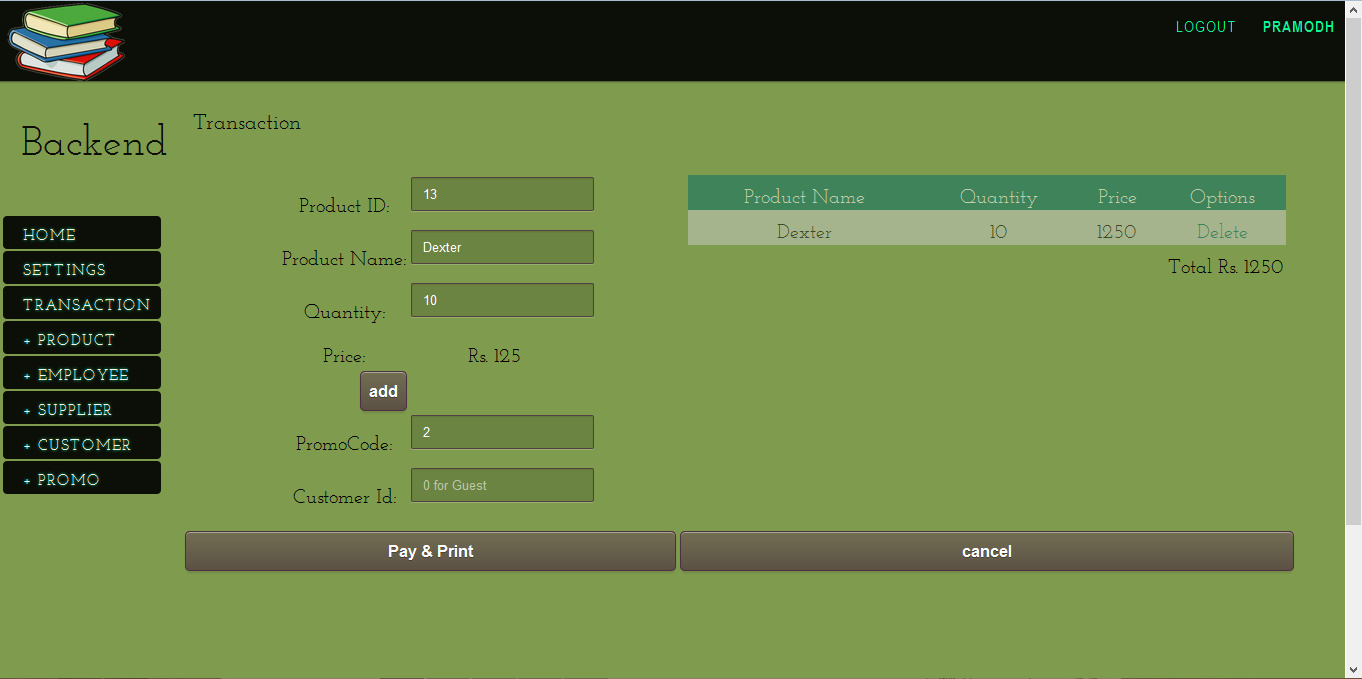 LOGOUT PRAMODH
Backend
Transaction
HOME
SETTINGS
TRANSACTION
+ PRODUCT
+ EMPLOYEE
+ SUPPLIER
+ CUSTOMER
+ PROMO
Product ID: 13
Product Name: Dexter
Quantity: 10
Price: Rs. 125
add
PromoCode: 2
Customer Id: 0 for Guest
Product Name Quantity Price Options
Dexter 10 1250 Delete
Total Rs. 1250
Pay & Print cancel